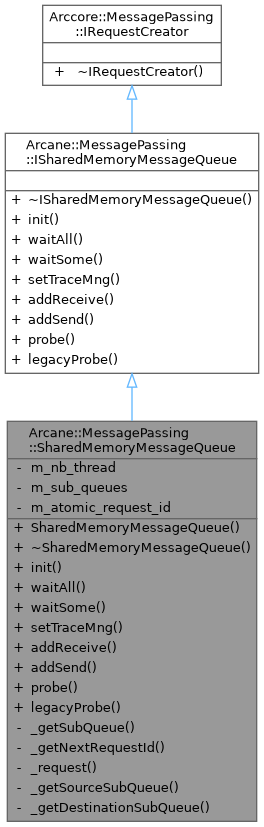 Arccore::MessagePassing
::IRequestCreator
+ ~IRequestCreator()
Arcane::MessagePassing
::ISharedMemoryMessageQueue
+ ~ISharedMemoryMessageQueue()
+ init()
+ waitAll()
+ waitSome()
+ setTraceMng()
+ addReceive()
+ addSend()
+ probe()
+ legacyProbe()
Arcane::MessagePassing
::SharedMemoryMessageQueue
- m_nb_thread
- m_sub_queues
- m_atomic_request_id
+ SharedMemoryMessageQueue()
+ ~SharedMemoryMessageQueue()
+ init()
+ waitAll()
+ waitSome()
+ setTraceMng()
+ addReceive()
+ addSend()
+ probe()
+ legacyProbe()
- _getSubQueue()
- _getNextRequestId()
- _request()
- _getSourceSubQueue()
- _getDestinationSubQueue()